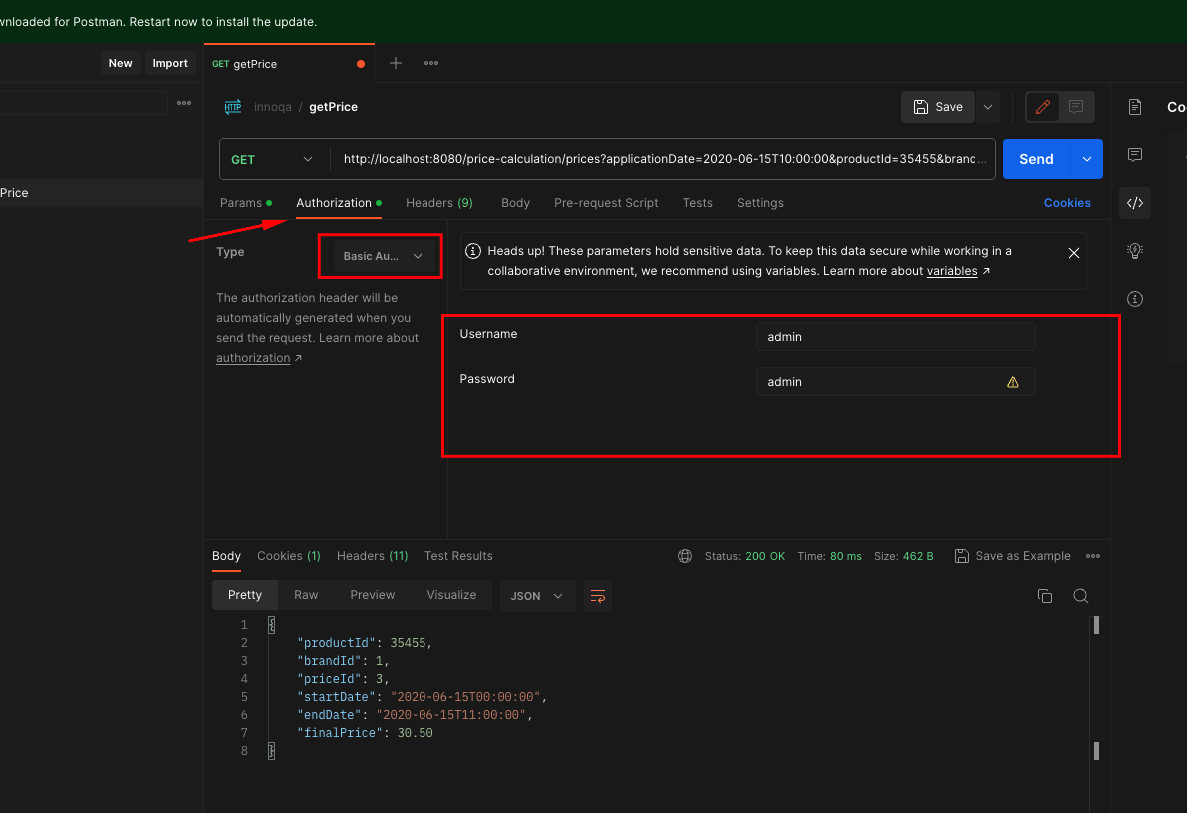 wnloaded for Postman. Restart now to install the update.
New
Import
GET getPrice
Price
HTTP innoqa / getPrice
Save
Co
GET
http://localhost:8080/price-calculation/prices?applicationDate=2020-06-15T10:00:00&productId=35455&branc...
Send
Params
Authorization
Headers (9)
Body
Pre-request Script
Tests
Settings
Cookies
Type
Basic Au...
The authorization header will be
automatically generated when you
send the request. Learn more about
authorization ↗
Heads up! These parameters hold sensitive data. To keep this data secure while working in a
collaborative environment, we recommend using variables. Learn more about variables ↗
Username
admin
Password
admin
Body
Cookies (1)
Headers (11)
Test Results
Status: 200 OK
Time: 80 ms
Size: 462 B
Save as Example
Pretty
Raw
Preview
Visualize
JSON
1 {
2 "productId": 35455,
3 "brandId": 1,
4 "priceId": 3,
5 "startDate": "2020-06-15T00:00:00",
6 "endDate": "2020-06-15T11:00:00",
7 "finalPrice": 30.50
8 }